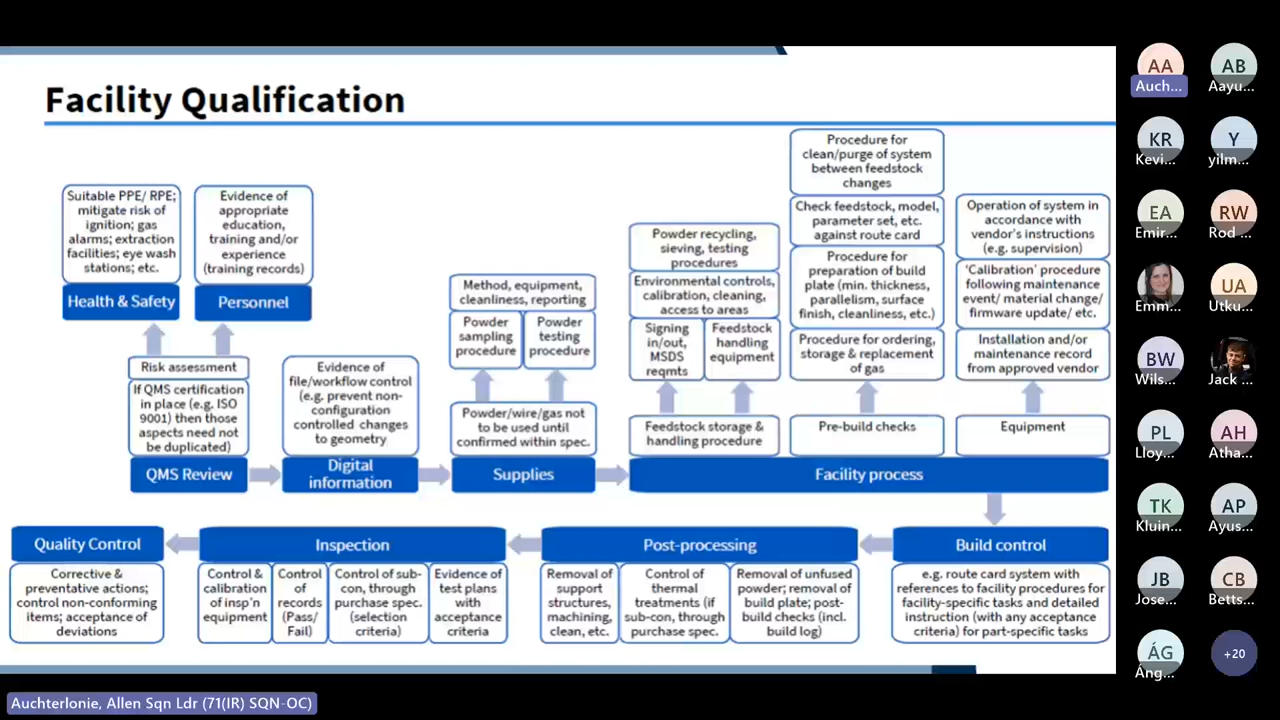 Facility Qualification
Suitable PPE/ RPE;
mitigate risk of
ignition; gas
alarms; extraction
facilities; eye wash
stations; etc.
Health & Safety
Evidence of
appropriate
education,
training and/or
experience
(training records)
Personnel
Risk assessment
If QMS certification
in place (e.g. ISO
9001) then those
aspects need not
be duplicated)
QMS Review
Evidence of
file/workflow control
(e.g. prevent non-
configuration
controlled changes
to geometry
Digital
information
Method, equipment,
cleanliness, reporting
Powder
sampling
procedure
Powder
testing
procedure
Powder/wire/gas not
to be used until
confirmed within spec.
Supplies
Powder recycling,
sieving, testing
procedures
Environmental controls,
calibration, cleaning,
access to areas
Signing
in/out,
MSDS
reqmts
Feedstock
handling
equipment
Feedstock storage &
handling procedure
Procedure for
clean/purge of system
between feedstock
changes
Check feedstock, model,
parameter set, etc.
against route card
Procedure for
preparation of build
plate (min. thickness,
parallelism, surface
finish, cleanliness, etc.)
Procedure for ordering,
storage & replacement
of gas
Pre-build checks
Operation of system in
accordance with
vendor's instructions
(e.g. supervision)
'Calibration' procedure
following maintenance
event/ material change/
firmware update/ etc.
Installation and/or
maintenance record
from approved vendor
Equipment
Facility process
Quality Control
Corrective &
preventative actions;
control non-conforming
items; acceptance of
deviations
Inspection
Control &
calibration
of insp'n
equipment
Control
of
records
(Pass/
Fail)
Control of sub-
con, through
purchase spec.
(selection
criteria)
Evidence of
test plans
with
acceptance
criteria
Post-processing
Removal of
support
structures,
machining,
clean, etc.
Control of
thermal
treatments (if
sub-con, through
purchase spec.
Removal of unfused
powder; removal of
build plate; post-
build checks (incl.
build log)
Build control
e.g. route card system with
references to facility procedures for
facility-specific tasks and detailed
instruction (with any acceptance
criteria) for part-specific tasks
AA
Auch...
AB
Aayu...
KR
Kevi...
Y
yilm...
EA
Emir...
RW
Rod ...
Emm...
UA
Utku...
BW
Wils...
Jack ...
PL
Lloy...
AH
Atha...
TK
Kluin...
AP
Ayus...
JB
Jose...
CB
Betts...
ÁG
Áng...
+20
Auchterlonie, Allen Sqn Ldr (71(IR) SQN-OC)